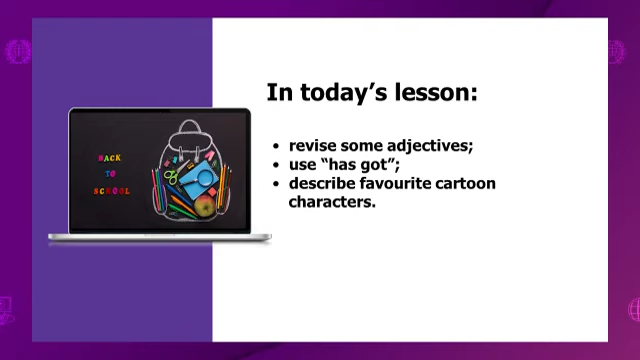 In today's lesson:
• revise some adjectives;
• use "has got";
• describe favourite cartoon
characters.
BACK
TO
SCHOOL